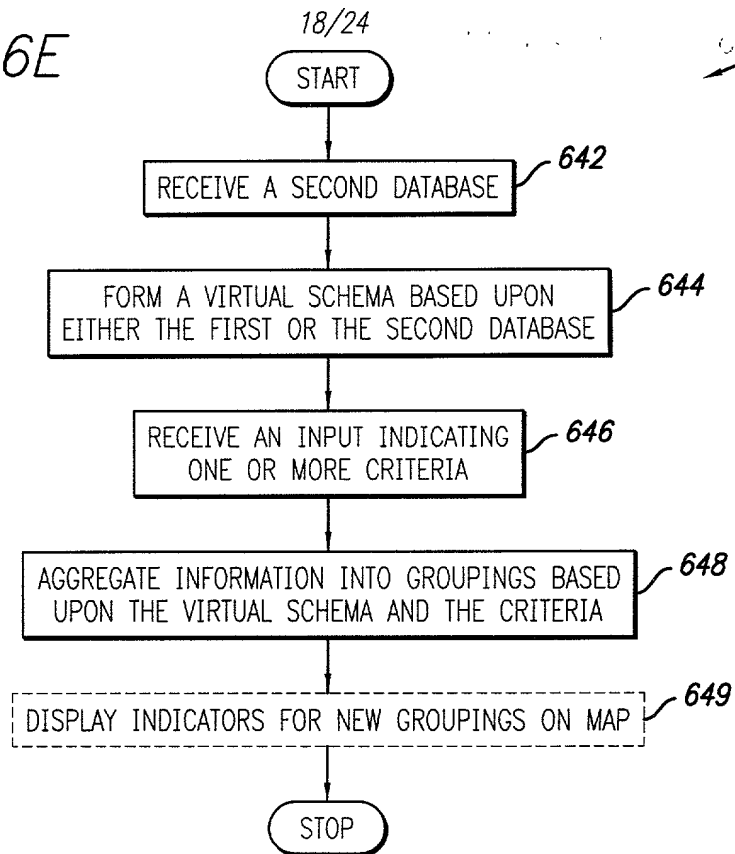 18/24
6E
START
RECEIVE A SECOND DATABASE
642
FORM A VIRTUAL SCHEMA BASED UPON
EITHER THE FIRST OR THE SECOND DATABASE
644
RECEIVE AN INPUT INDICATING
ONE OR MORE CRITERIA
646
AGGREGATE INFORMATION INTO GROUPINGS BASED
UPON THE VIRTUAL SCHEMA AND THE CRITERIA
648
DISPLAY INDICATORS FOR NEW GROUPINGS ON MAP
649
STOP